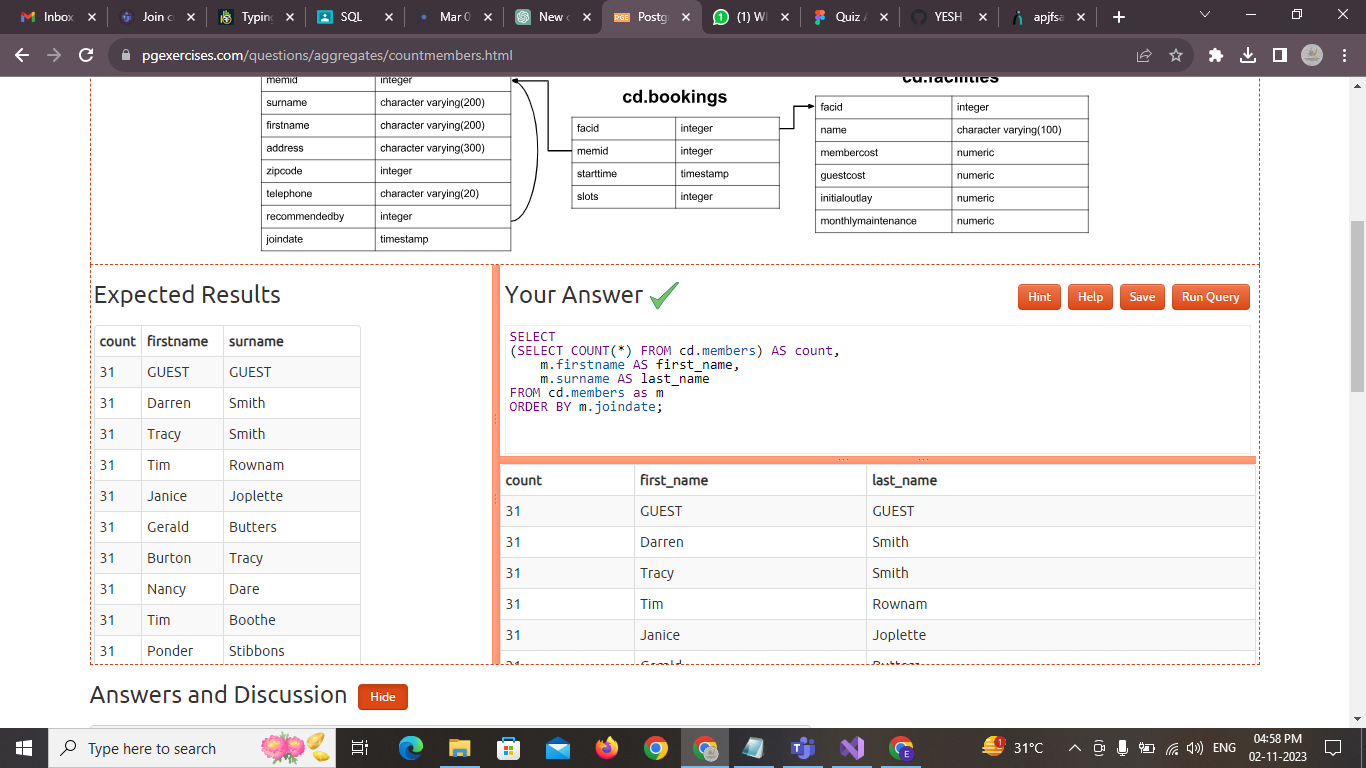 Inbox
Join c
Typing
SQL
Mar 0
New c
PGE Postg
(1) W
Quiz /
YESH
apjfsa
pgexercises.com/questions/aggregates/countmembers.html
memid integer
surname character varying(200)
firstname character varying(200)
address character varying(300)
zipcode integer
telephone character varying(20)
recommendedby integer
joindate timestamp
cd.bookings
facid integer
memid integer
starttime timestamp
slots integer
cd.facilities
facid integer
name character varying(100)
membercost numeric
guestcost numeric
initialoutlay numeric
monthlymaintenance numeric
Expected Results
count firstname surname
31 GUEST GUEST
31 Darren Smith
31 Tracy Smith
31 Tim Rownam
31 Janice Joplette
31 Gerald Butters
31 Burton Tracy
31 Nancy Dare
31 Tim Boothe
31 Ponder Stibbons
Your Answer
Hint Help Save Run Query
SELECT
(SELECT COUNT(*) FROM cd.members) AS count,
m.firstname AS first_name,
m.surname AS last_name
FROM cd.members as m
ORDER BY m.joindate;
count first_name last_name
31 GUEST GUEST
31 Darren Smith
31 Tracy Smith
31 Tim Rownam
31 Janice Joplette
31 Gerald Butters
Answers and Discussion Hide
Type here to search
31°C
ENG
04:58 PM
02-11-2023